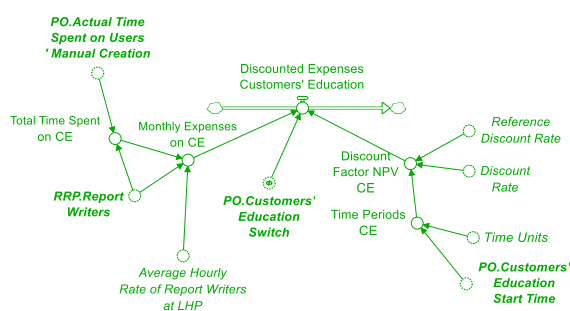 PO.Actual Time
Spent on Users
' Manual Creation
Discounted Expenses
Customers' Education
Total Time Spent
on CE
Monthly Expenses
on CE
Reference
Discount Rate
Discount
Factor NPV
CE
Discount
Rate
RRP.Report
Writers
PO.Customers'
Education
Switch
Time Periods
CE
Time Units
Average Hourly
Rate of Report Writers
at LHP
PO.Customers'
Education
Start Time